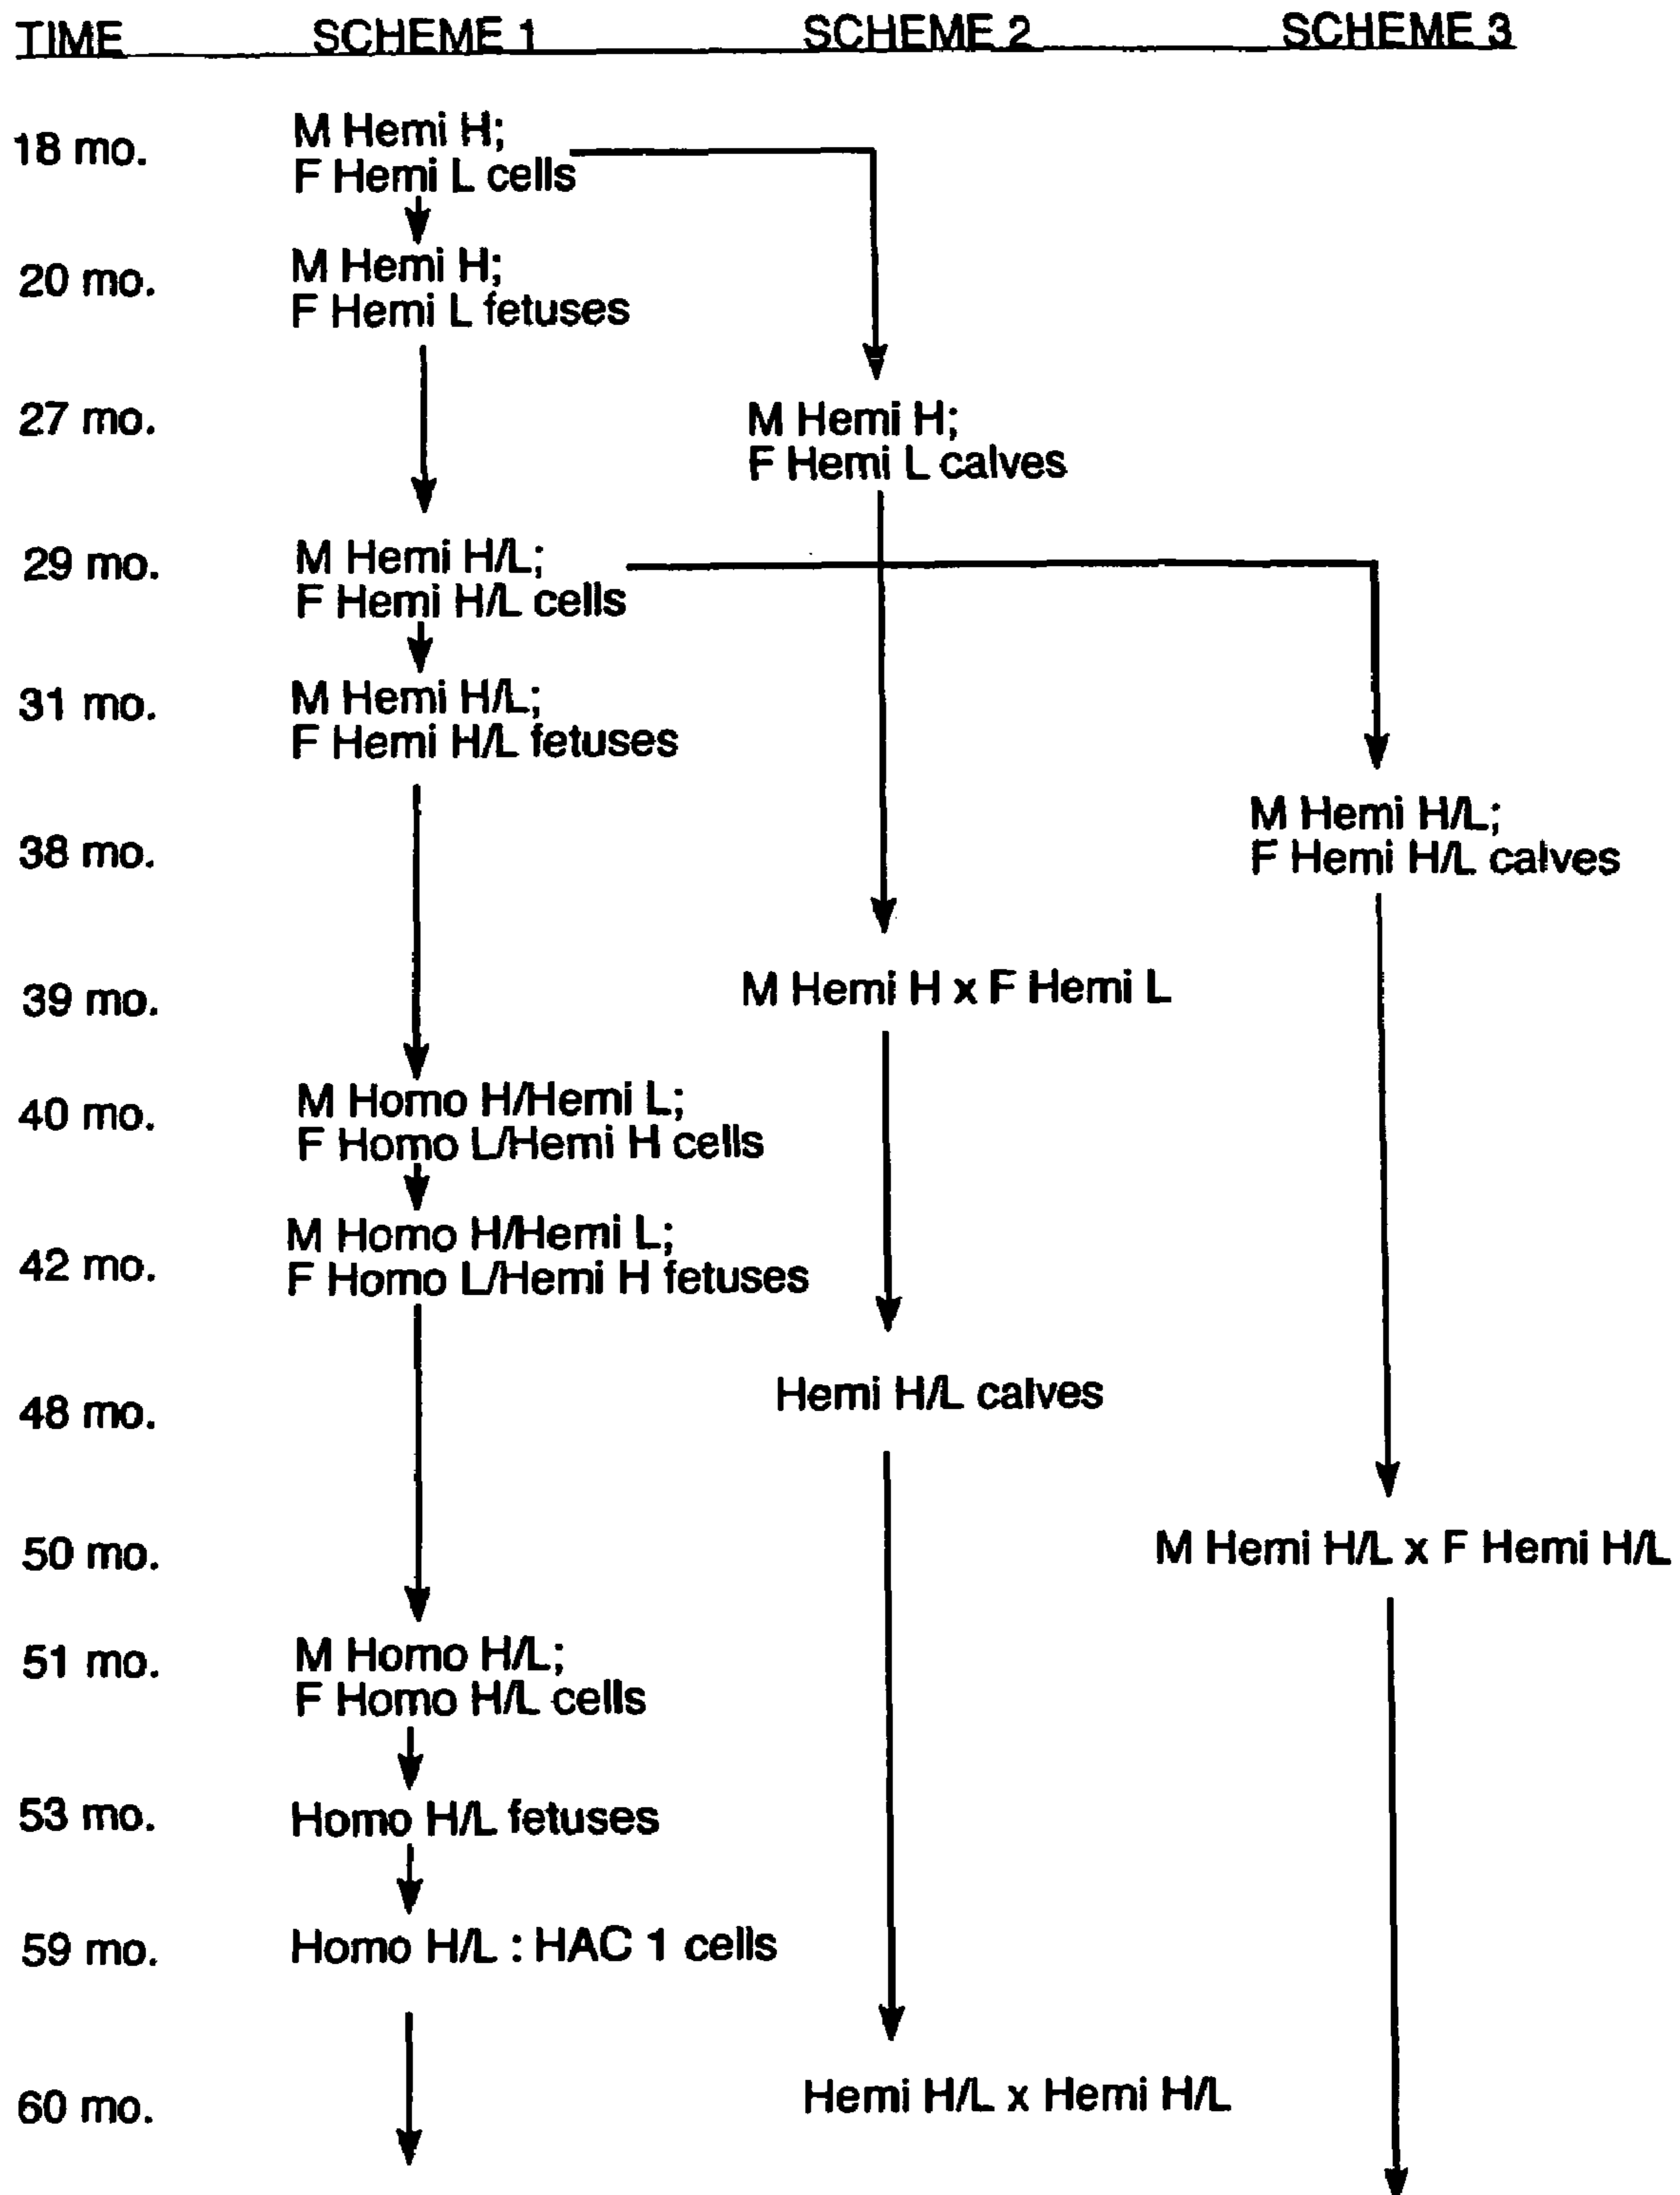 TIME SCHEME 1 SCHEME 2 SCHEME 3
18 mo.
M Hemi H;
F Hemi L cells
20 mo.
M Hemi H;
F Hemi L fetuses
27 mo.
M Hemi H;
F Hemi L calves
29 mo.
M Hemi H/L;
F Hemi H/L cells
31 mo.
M Hemi H/L;
F Hemi H/L fetuses
38 mo.
M Hemi H/L;
F Hemi H/L calves
39 mo.
M Hemi H x F Hemi L
40 mo.
M Homo H/Hemi L;
F Homo L/Hemi H cells
42 mo.
M Homo H/Hemi L;
F Homo L/Hemi H fetuses
48 mo.
Hemi H/L calves
50 mo.
M Hemi H/L x F Hemi H/L
51 mo.
M Homo H/L;
F Homo H/L cells
53 mo.
Homo H/L fetuses
59 mo.
Homo H/L : HAC 1 cells
60 mo.
Hemi H/L x Hemi H/L